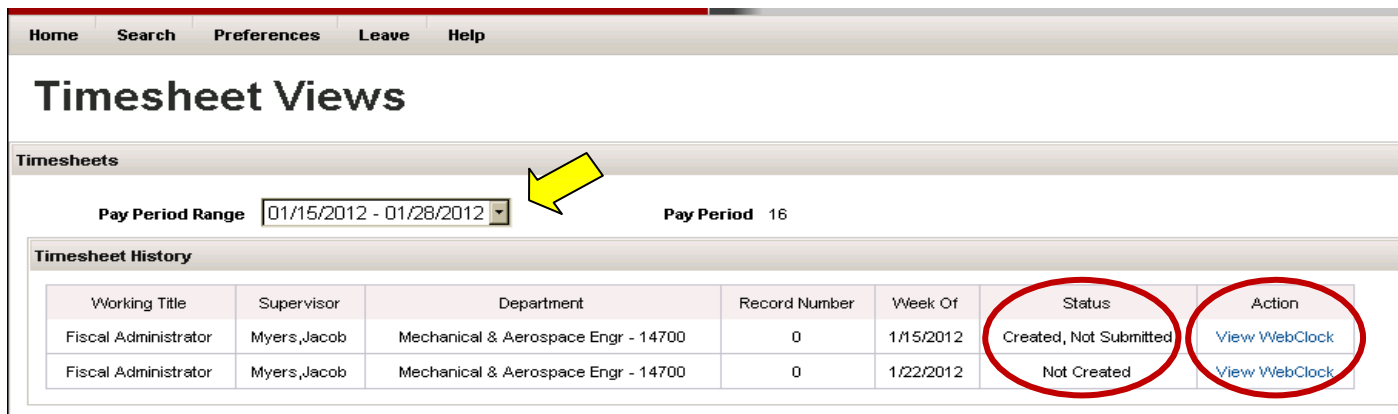 Home Search Preferences Leave Help
Timesheet Views
Timesheets
Pay Period Range 01/15/2012 - 01/28/2012 Pay Period 16
Timesheet History
Working Title Supervisor Department Record Number Week Of Status Action
Fiscal Administrator Myers,Jacob Mechanical & Aerospace Engr - 14700 0 1/15/2012 Created, Not Submitted View WebClock
Fiscal Administrator Myers,Jacob Mechanical & Aerospace Engr - 14700 0 1/22/2012 Not Created View WebClock